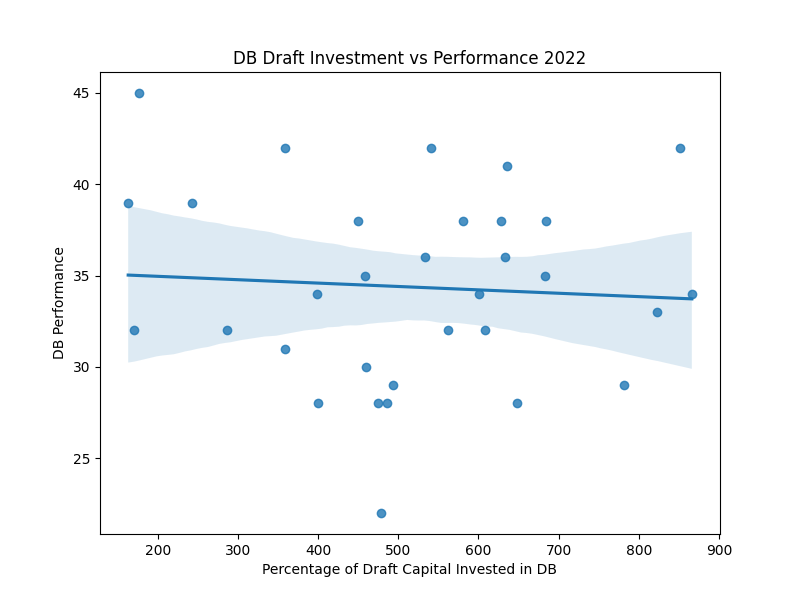 DB Draft Investment vs Performance 2022
45
40
35
30
25
DB Performance
200 300 400 500 600 700 800 900
Percentage of Draft Capital Invested in DB